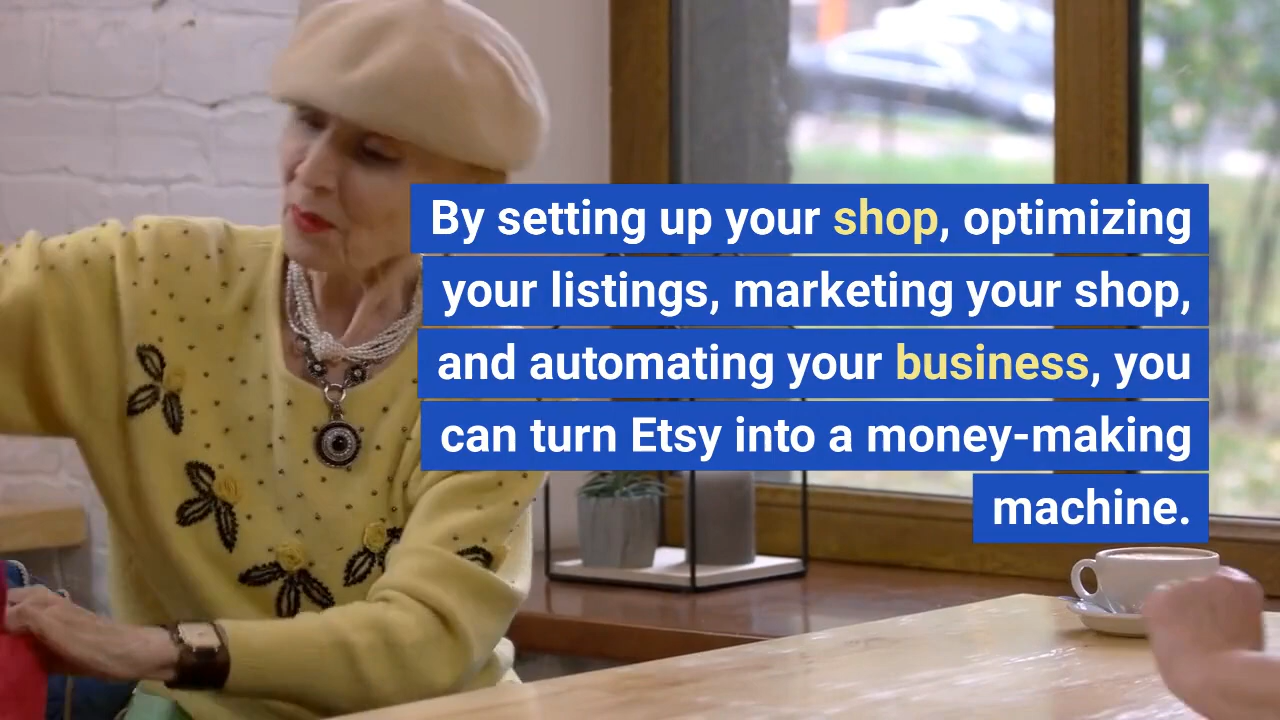 By setting up your shop, optimizing
your listings, marketing your shop,
and automating your business, you
can turn Etsy into a money-making
machine.